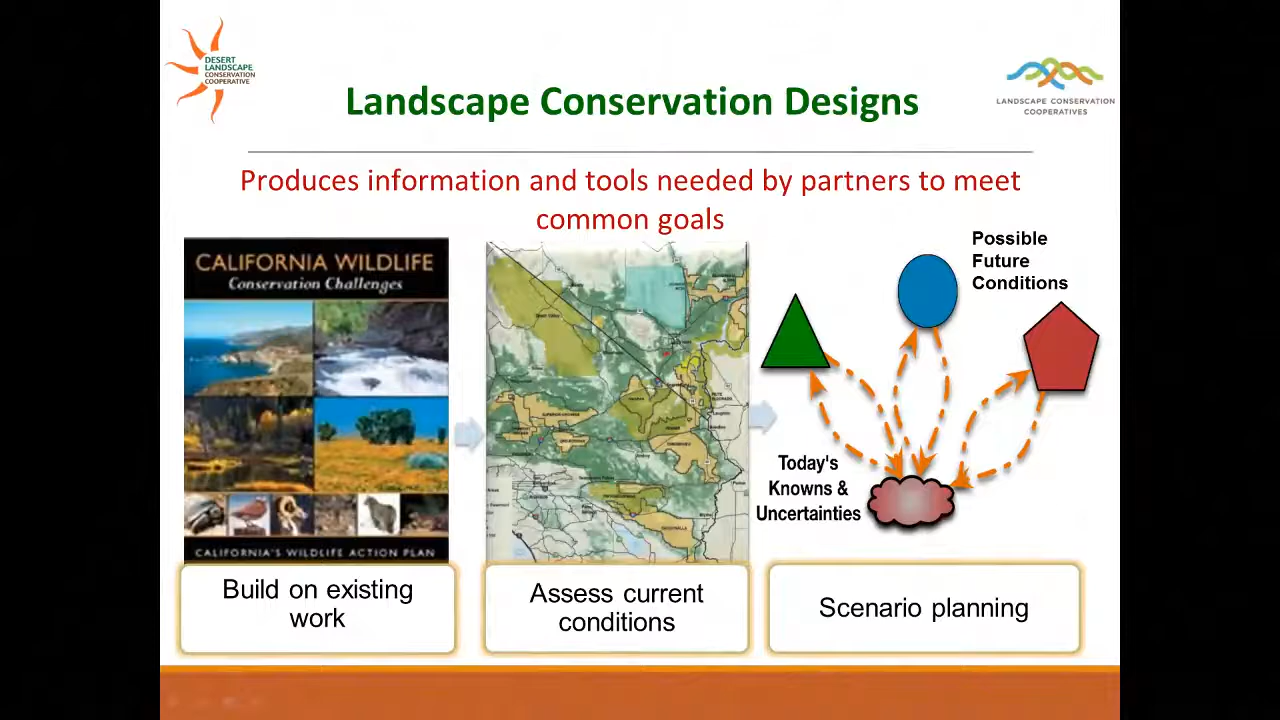 DESERT
LANDSCAPE
CONSERVATION
COOPERATIVE
LANDSCAPE CONSERVATION
COOPERATIVES
Landscape Conservation Designs
Produces information and tools needed by partners to meet
common goals
CALIFORNIA WILDLIFE
Conservation Challenges
CALIFORNIA'S WILDLIFE ACTION PLAN
Possible
Future
Conditions
Today's
Knowns &
Uncertainties
Build on existing
work
Assess current
conditions
Scenario planning